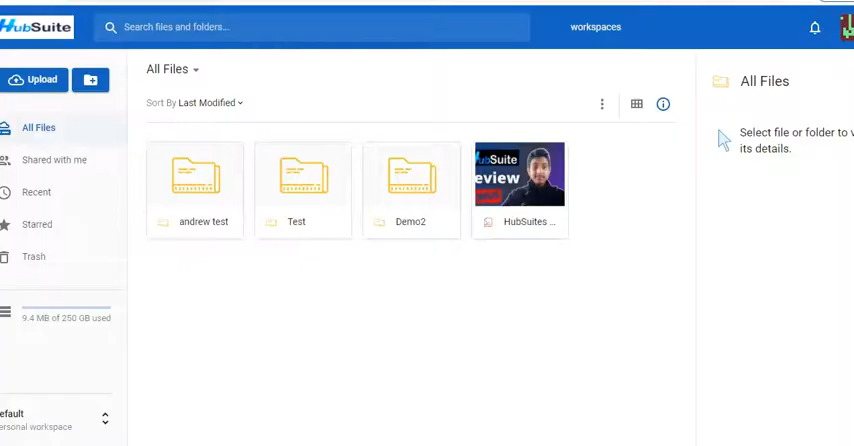 HubSuite
Search files and folders...
workspaces
Upload
All Files
Sort By Last Modified
All Files
Shared with me
Recent
Starred
Trash
9.4 MB of 250 GB used
efault
ersonal workspace
andrew test
Test
Demo2
ubSuite
eview
HubSuites ...
All Files
Select file or folder to v
its details.